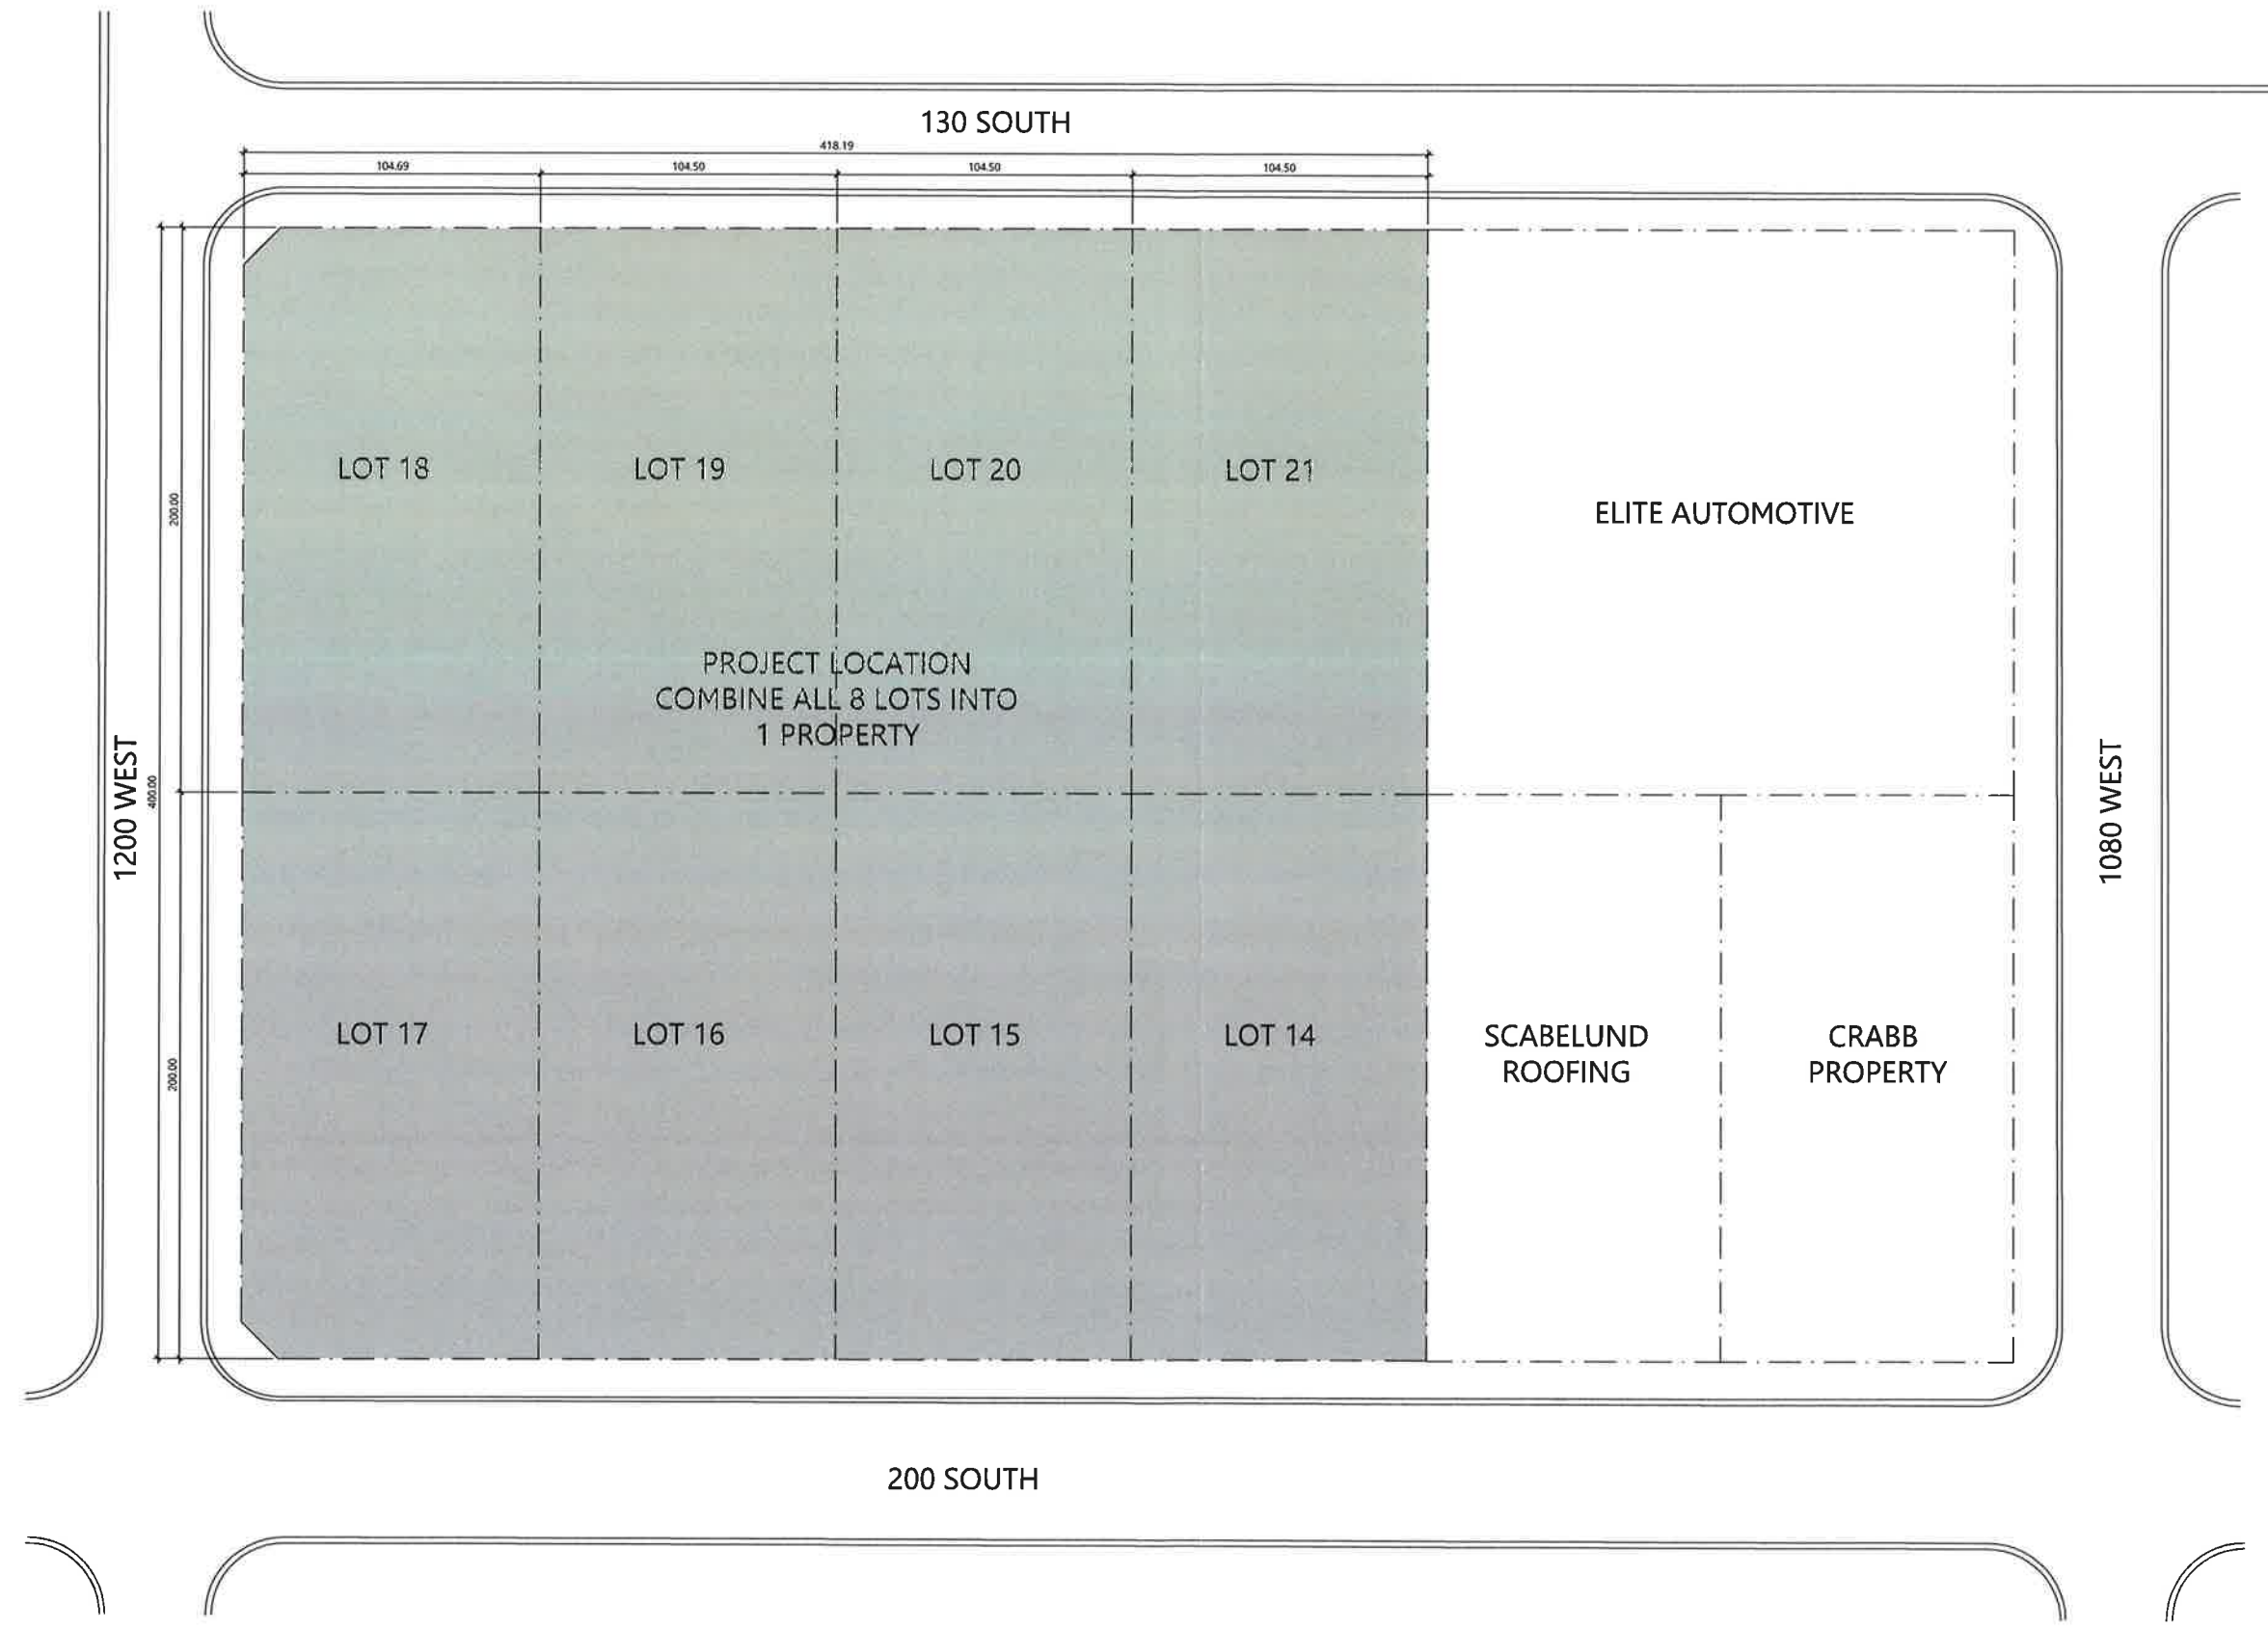 130 SOUTH
418.19
104.69
104.50
104.50
104.50
LOT 18
LOT 19
LOT 20
LOT 21
ELITE AUTOMOTIVE
200.00
PROJECT LOCATION
COMBINE ALL 8 LOTS INTO
1 PROPERTY
1200 WEST
400.00
1080 WEST
LOT 17
LOT 16
LOT 15
LOT 14
SCABELUND
ROOFING
CRABB
PROPERTY
200.00
200 SOUTH